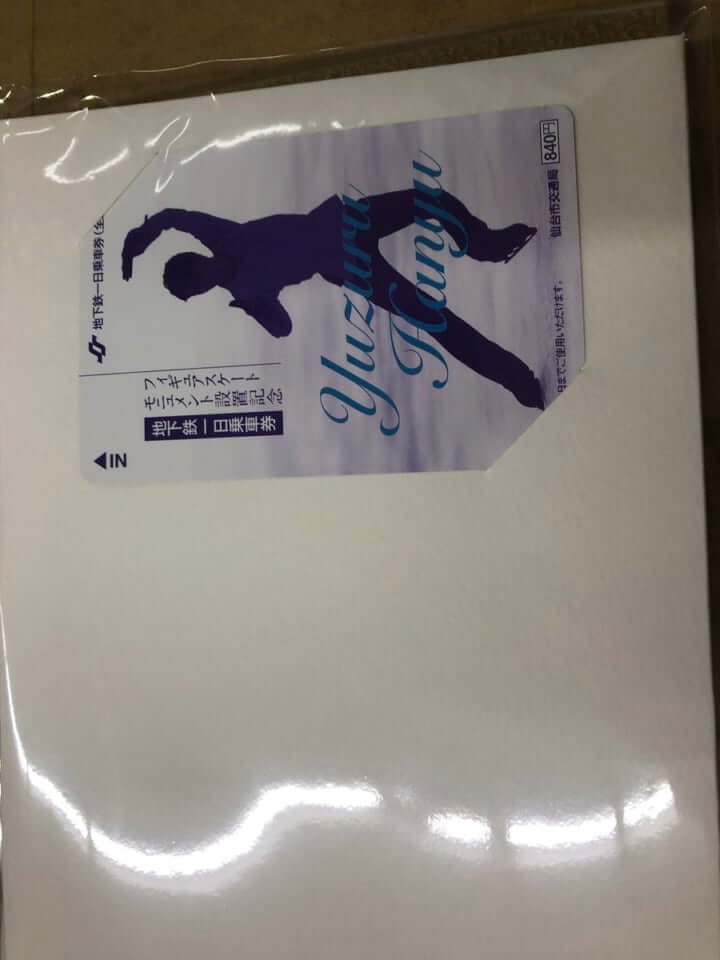 地下鉄一日乗車券(全
フィギュアスケート
モニュメント設置記念
地下鉄一日乗車券
▲IN
Yuzuru
Hanyu
日までご使用いただけます。
仙台市交通局 840円